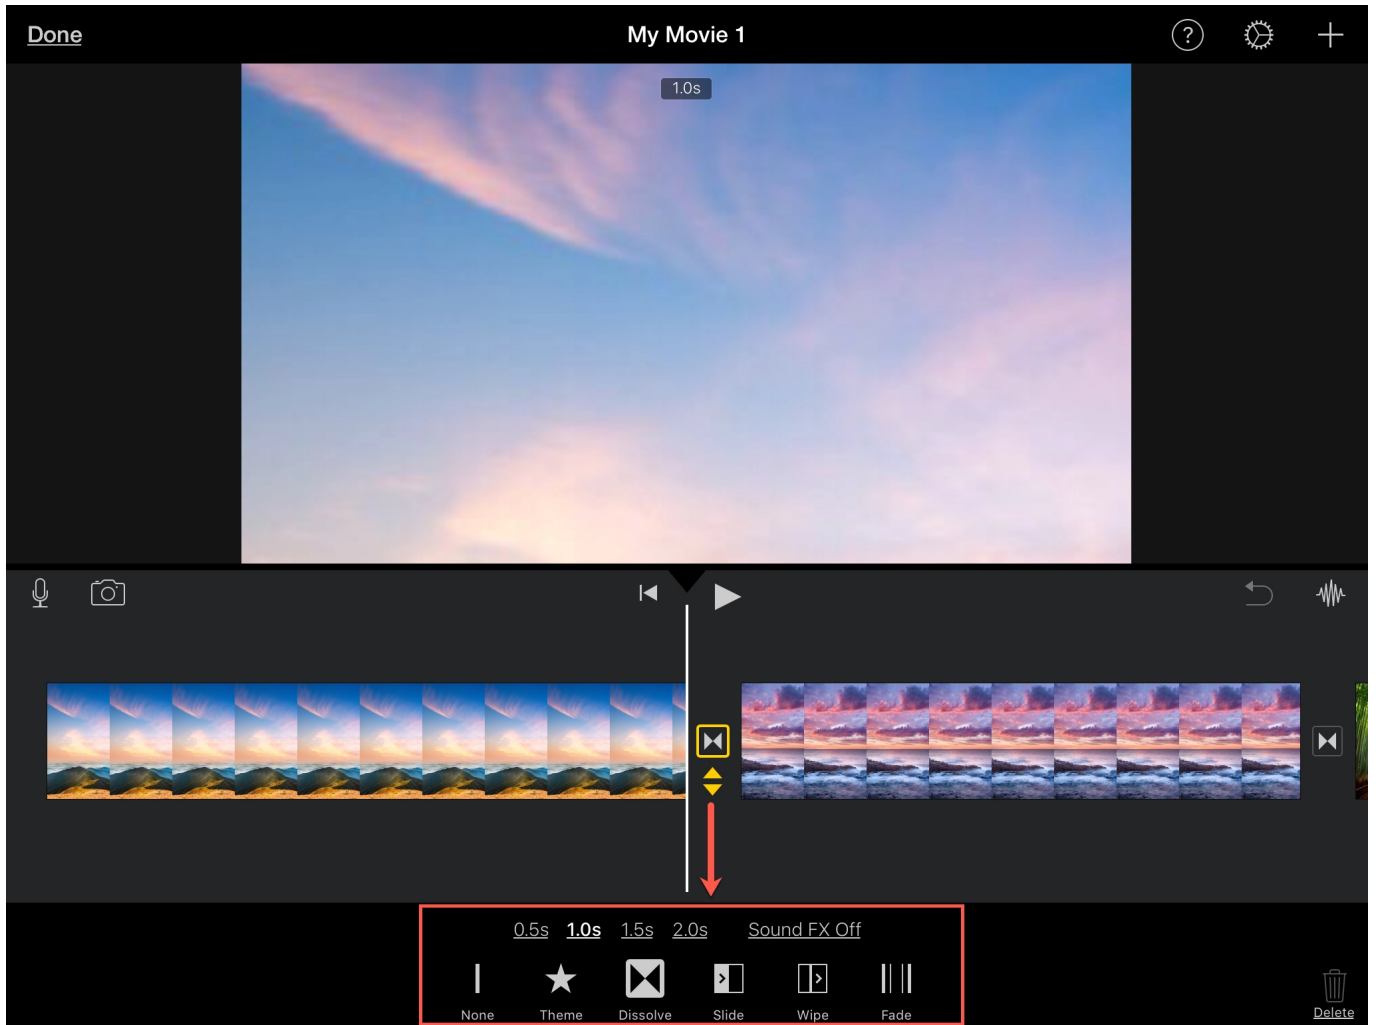 Done My Movie 1 ?
1.0s
0.5s 1.0s 1.5s 2.0s Sound FX Off
None Theme Dissolve Slide Wipe Fade
Delete